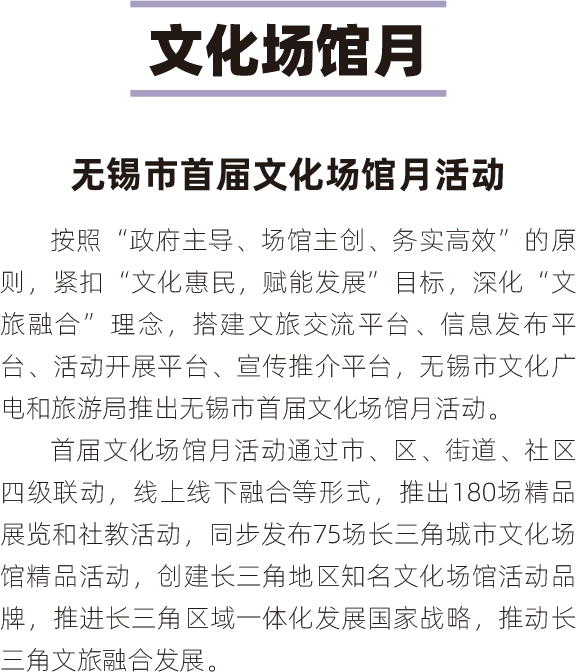 文化场馆月
无锡市首届文化场馆月活动
按照“政府主导、场馆主创、务实高效”的原
则，紧扣“文化惠民，赋能发展”目标，深化“文
旅融合”理念，搭建文旅交流平台、信息发布平
台、活动开展平台、宣传推介平台，无锡市文化广
电和旅游局推出无锡市首届文化场馆月活动。
首届文化场馆月活动通过市、区、街道、社区
四级联动，线上线下融合等形式，推出180场精品
展览和社教活动，同步发布75场长三角城市文化场
馆精品活动，创建长三角地区知名文化场馆活动品
牌，推进长三角区域一体化发展国家战略，推动长
三角文旅融合发展。